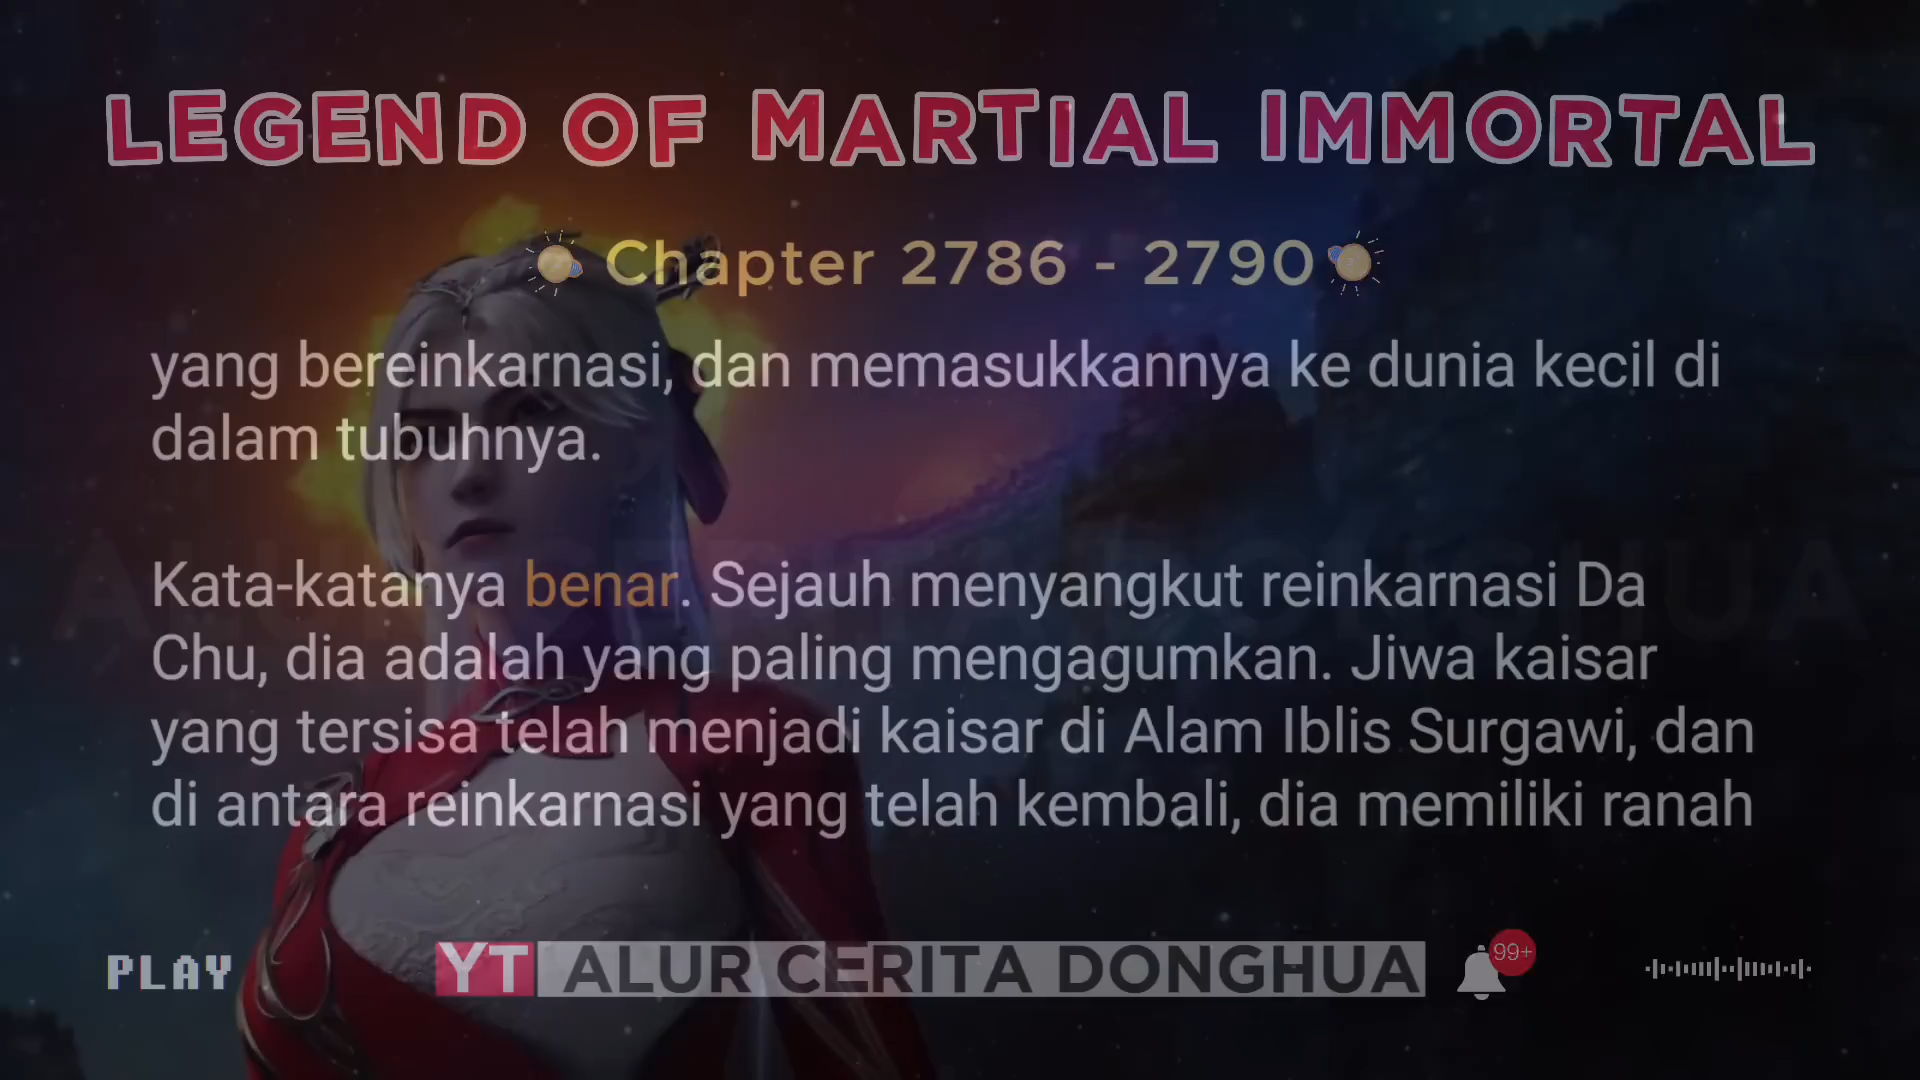 LEGEND OF MARTIAL IMMORTAL
Chapter 2786 - 2790
yang bereinkarnasi, dan memasukkannya ke dunia kecil di
dalam tubuhnya.
Kata-katanya benar. Sejauh menyangkut reinkarnasi Da
Chu, dia adalah yang paling mengagumkan. Jiwa kaisar
yang tersisa telah menjadi kaisar di Alam Iblis Surgawi, dan
di antara reinkarnasi yang telah kembali, dia memiliki ranah
ALUR CERITA DONGHUA
PLAY
YT ALUR CERITA DONGHUA
99+